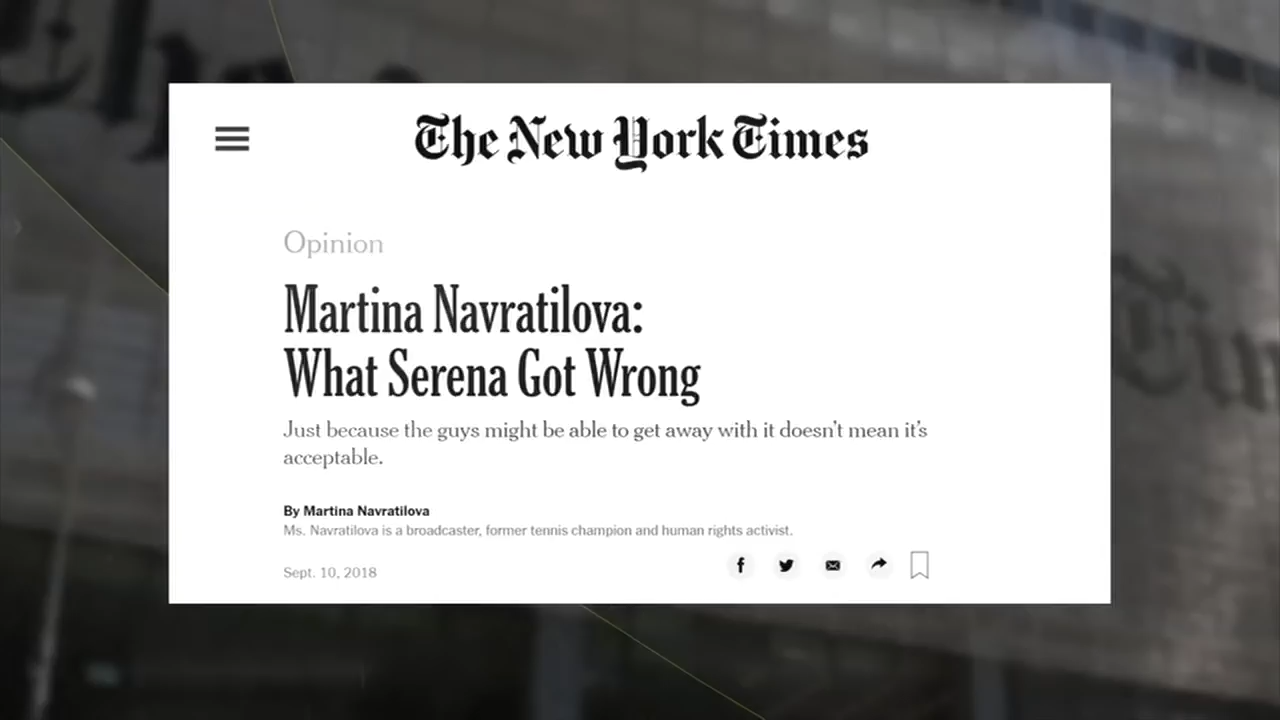 The New York Times
Opinion
Martina Navratilova:
What Serena Got Wrong
Just because the guys might be able to get away with it doesn't mean it's
acceptable.
By Martina Navratilova
Ms. Navratilova is a broadcaster, former tennis champion and human rights activist.
Sept. 10, 2018